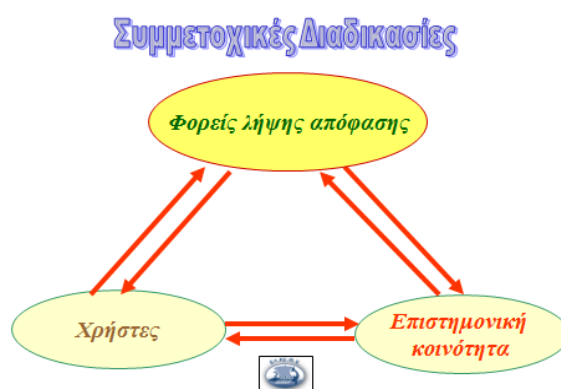 Συμμετοχικές Διαδικασίες
Φορείς λήψης απόφασης
Χρήστες
Επιστημονική
κοινότητα